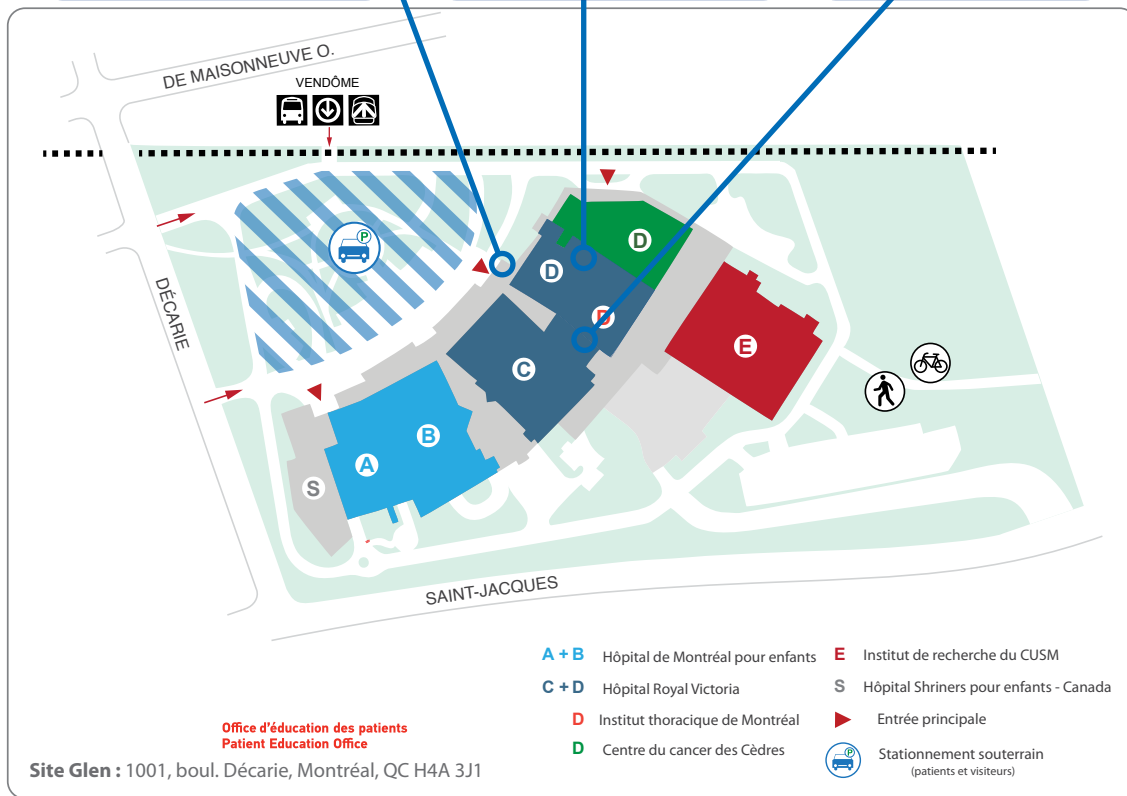 DE MAISONNEUVE O.
VENDÔME
P
D
D
DÉCARIE
D
E
C
B
A
S
SAINT-JACQUES
A + B Hôpital de Montréal pour enfants
C + D Hôpital Royal Victoria
D Institut thoracique de Montréal
D Centre du cancer des Cèdres
E Institut de recherche du CUSM
S Hôpital Shriners pour enfants - Canada
Entrée principale
P
Stationnement souterrain
(patients et visiteurs)
Office d'éducation des patients
Patient Education Office
Site Glen : 1001, boul. Décarie, Montréal, QC H4A 3J1